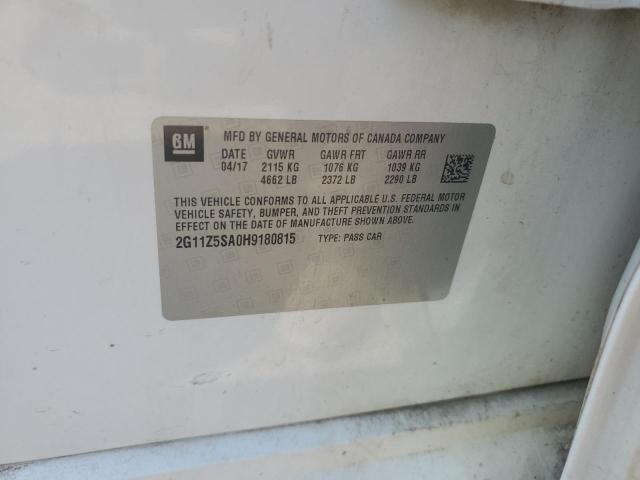 GM
MFD BY GENERAL MOTORS OF CANADA COMPANY
DATE GVWR GAWR FRT GAWR RR
04/17 2115 KG 1076 KG 1039 KG
4662 LB 2372 LB 2290 LB
THIS VEHICLE CONFORMS TO ALL APPLICABLE U.S. FEDERAL MOTOR
VEHICLE SAFETY, BUMPER, AND THEFT PREVENTION STANDARDS IN
EFFECT ON THE DATE OF MANUFACTURE SHOWN ABOVE.
2G11Z5SA0H9180815 TYPE: PASS CAR